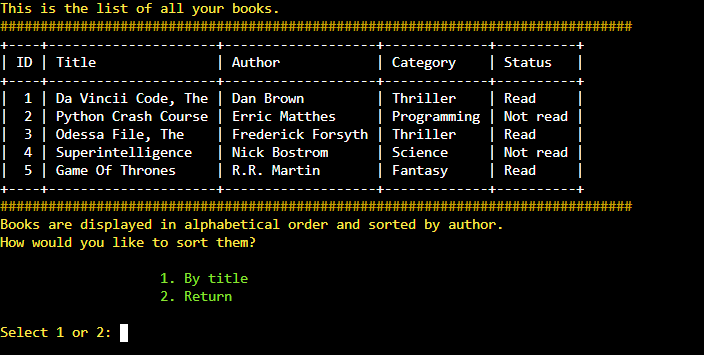 This is the list of all your books.
###############################################################################
+----+---------------------+-------------------+-------------+----------+
| ID | Title               | Author            | Category    | Status   |
+----+---------------------+-------------------+-------------+----------+
|  1 | Da Vincii Code, The | Dan Brown         | Thriller    | Read     |
|  2 | Python Crash Course | Erric Matthes     | Programming | Not read |
|  3 | Odessa File, The    | Frederick Forsyth | Thriller    | Read     |
|  4 | Superintelligence   | Nick Bostrom      | Science     | Not read |
|  5 | Game Of Thrones     | R.R. Martin       | Fantasy     | Read     |
+----+---------------------+-------------------+-------------+----------+
###############################################################################
Books are displayed in alphabetical order and sorted by author.
How would you like to sort them?
1. By title
2. Return
Select 1 or 2: